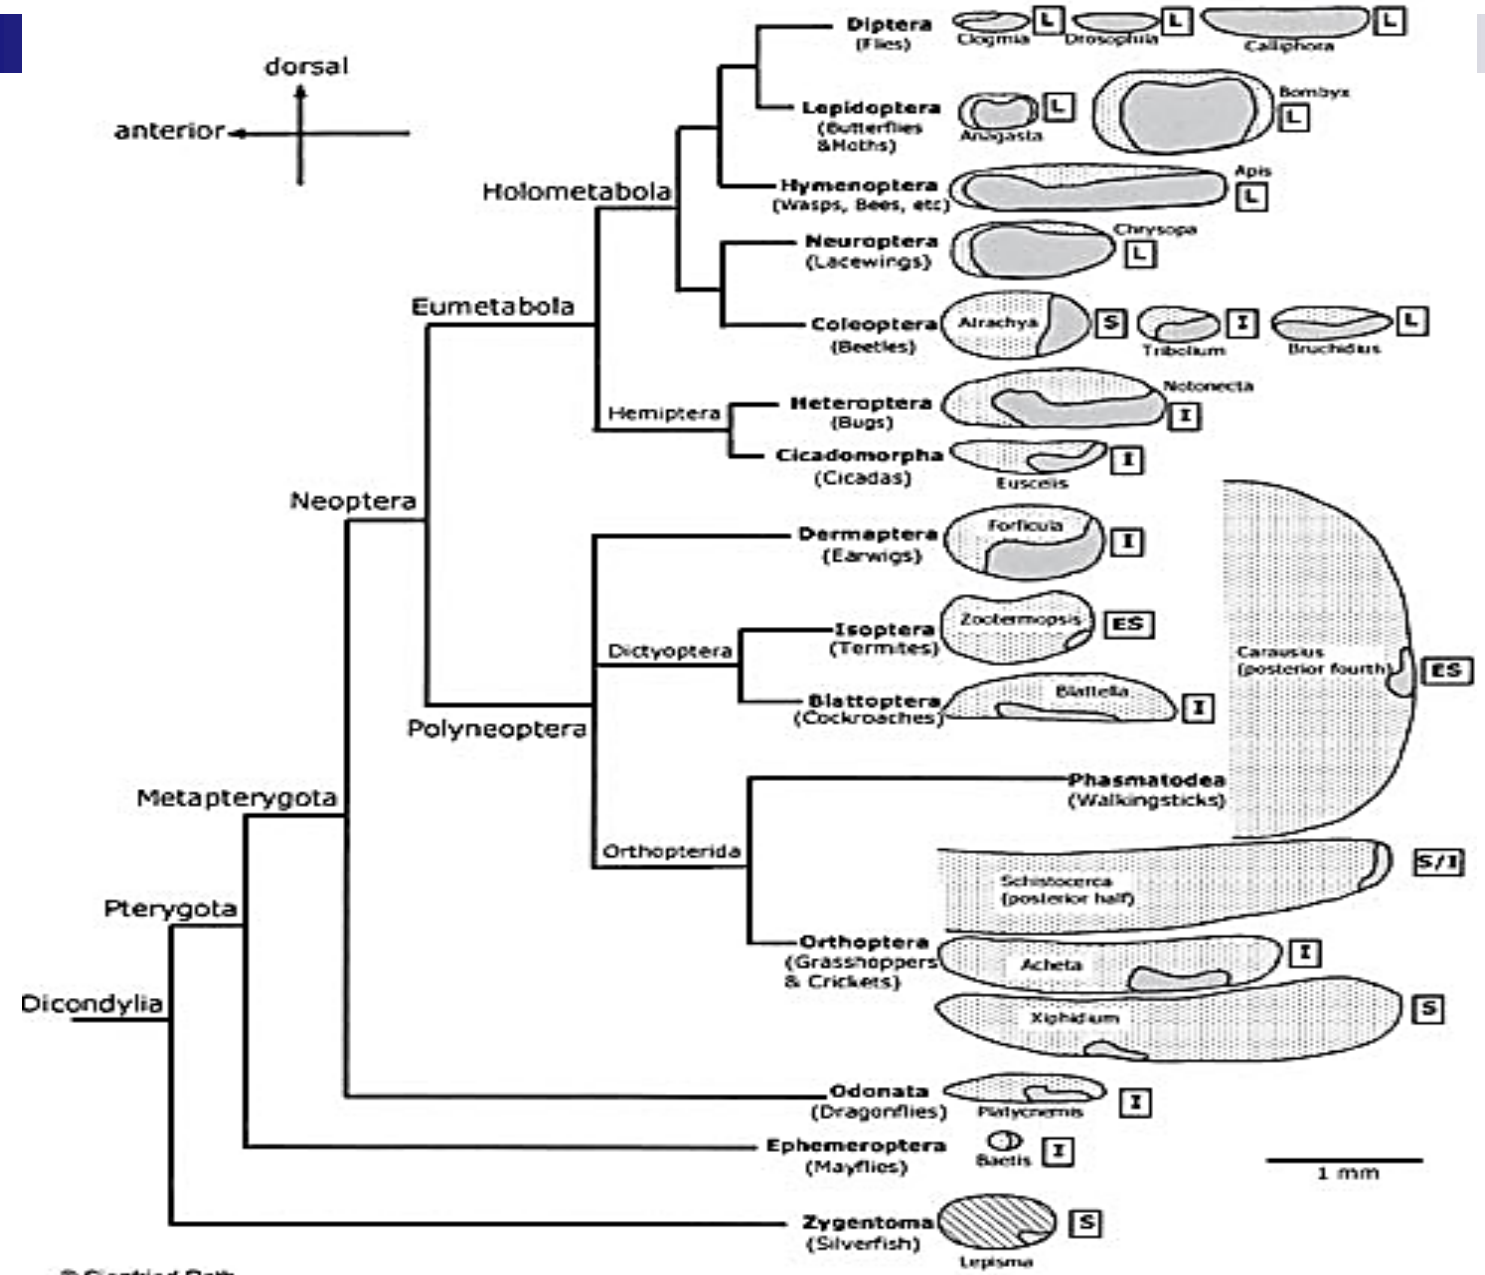 Diptera
(Flies)
Clogmia
L
Drosophila
L
Calliphora
L
dorsal
anterior
Lepidoptera
(Butterflies
&Moths)
Anagasta
L
Bombyx
L
Holometabola
Hymenoptera
(Wasps, Bees, etc)
Apis
L
Neuroptera
(Lacewings)
Chrysopa
L
Eumetabola
Coleoptera
(Beetles)
Atrachya
S
Tribolium
I
Bruchidius
L
Hemiptera
Heteroptera
(Bugs)
Notonecta
I
Cicadomorpha
(Cicadas)
Euscelis
I
Neoptera
Dermaptera
(Earwigs)
Forficula
I
Dictyoptera
Isoptera
(Termites)
Zootermopsis
ES
Carausius
(posterior fourth)
ES
Blattoptera
(Cockroaches)
Blattella
I
Polyneoptera
Phasmatodea
(Walkingsticks)
Metapterygota
Orthopterida
Schistocerca
(posterior half)
S/I
Pterygota
Orthoptera
(Grasshoppers
& Crickets)
Acheta
I
Xiphidium
S
Dicondylia
Odonata
(Dragonflies)
Platycnemis
I
Ephemeroptera
(Mayflies)
Baetis
I
1 mm
Zygentoma
(Silverfish)
Lepisma
S